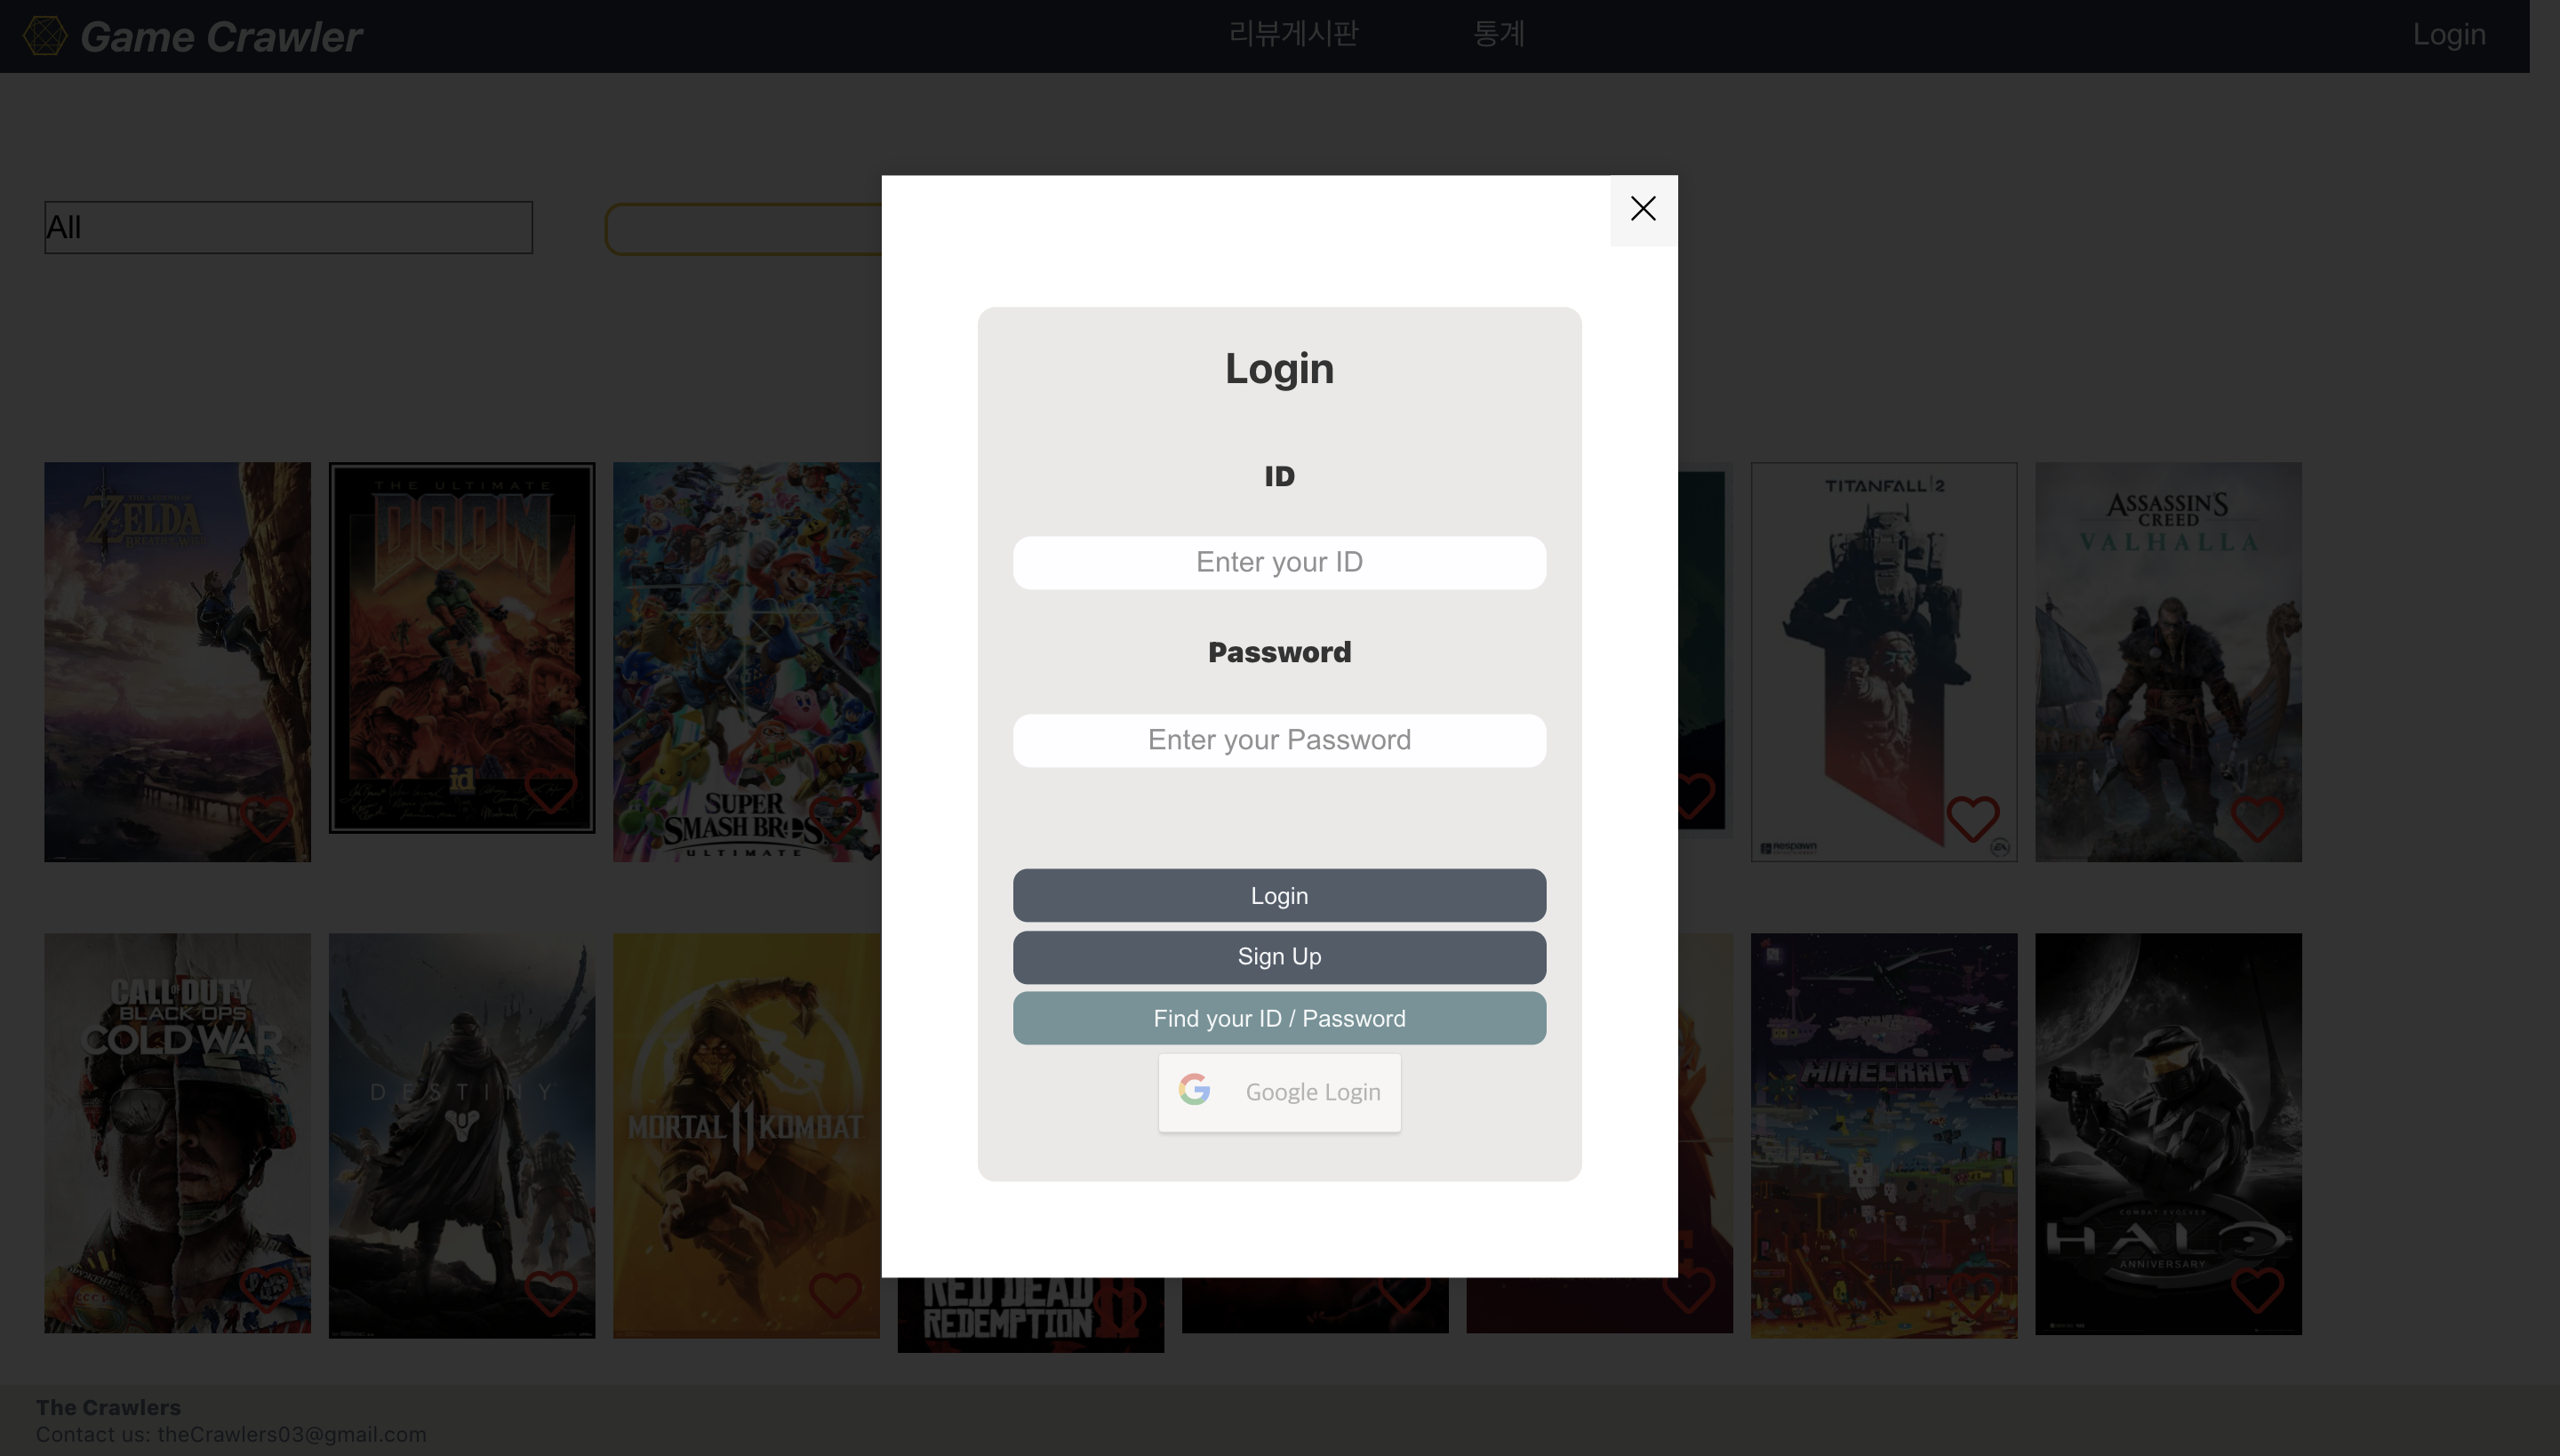 Game Crawler
리뷰게시판
통계
Login
All
Login
ID
Enter your ID
Password
Enter your Password
Login
Sign Up
Find your ID / Password
Google Login
THE LEGEND OF
ZELDA
BREATH OF THE WILD
THE ULTIMATE
DOOM
id
SUPER
SMASH BROS.
ULTIMATE
TITANFALL 2
Respawn
EA
ASSASSIN'S
CREED
VALHALLA
CALL OF DUTY
BLACK OPS
COLD WAR
DESTINY
MORTAL KOMBAT
11
RED DEAD
REDEMPTION II
MINECRAFT
COMBAT EVOLVED
HALO
ANNIVERSARY
The Crawlers
Contact us: theCrawlers03@gmail.com